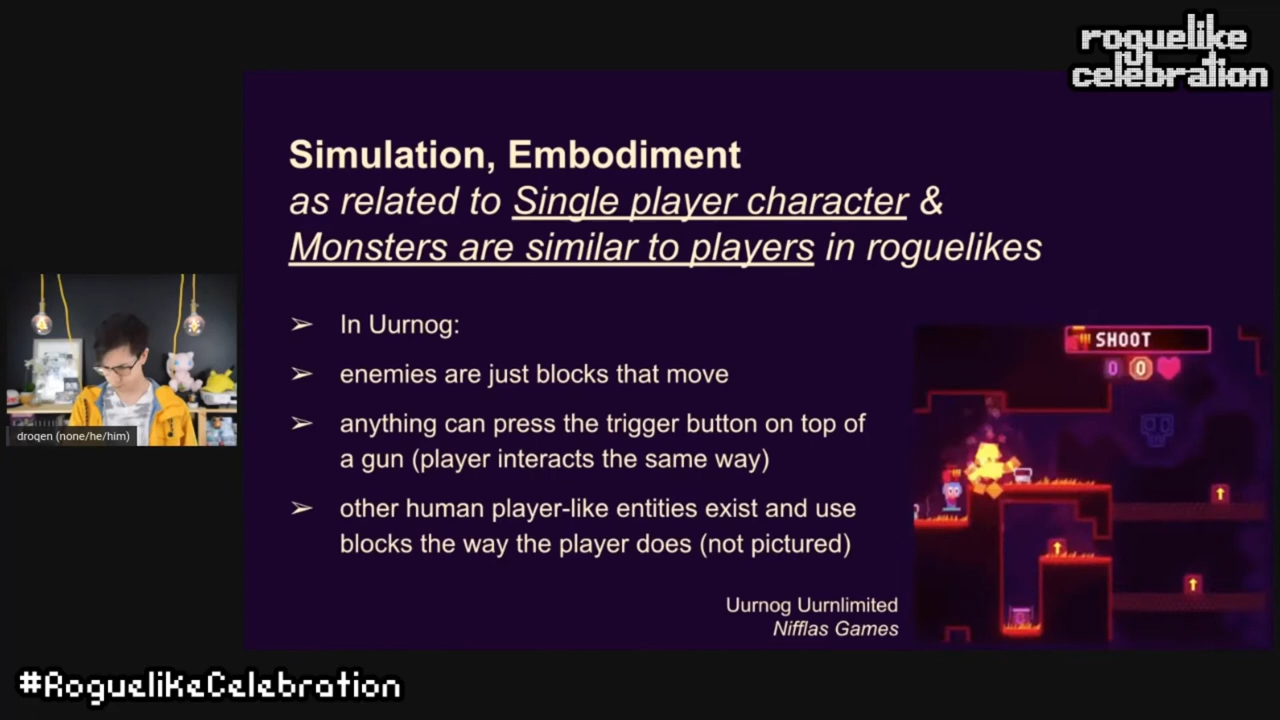 roguelike
celebration
Simulation, Embodiment
as related to Single player character &
Monsters are similar to players in roguelikes
➢ In Uurnog:
➢ enemies are just blocks that move
➢ anything can press the trigger button on top of
a gun (player interacts the same way)
➢ other human player-like entities exist and use
blocks the way the player does (not pictured)
SHOOT
0 0
Uurnog Uurnlimited
Nifflas Games
droqen (none/he/him)
#RoguelikeCelebration